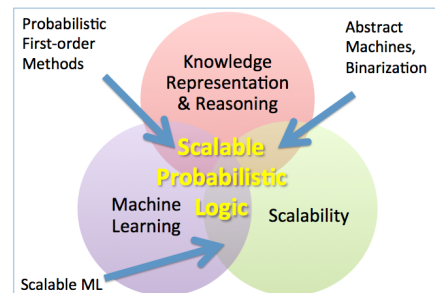 Probabilistic
First-order
Methods
Abstract
Machines,
Binarization
Knowledge
Representation
& Reasoning
Scalable
Probabilistic
Logic
Machine
Learning
Scalability
Scalable ML